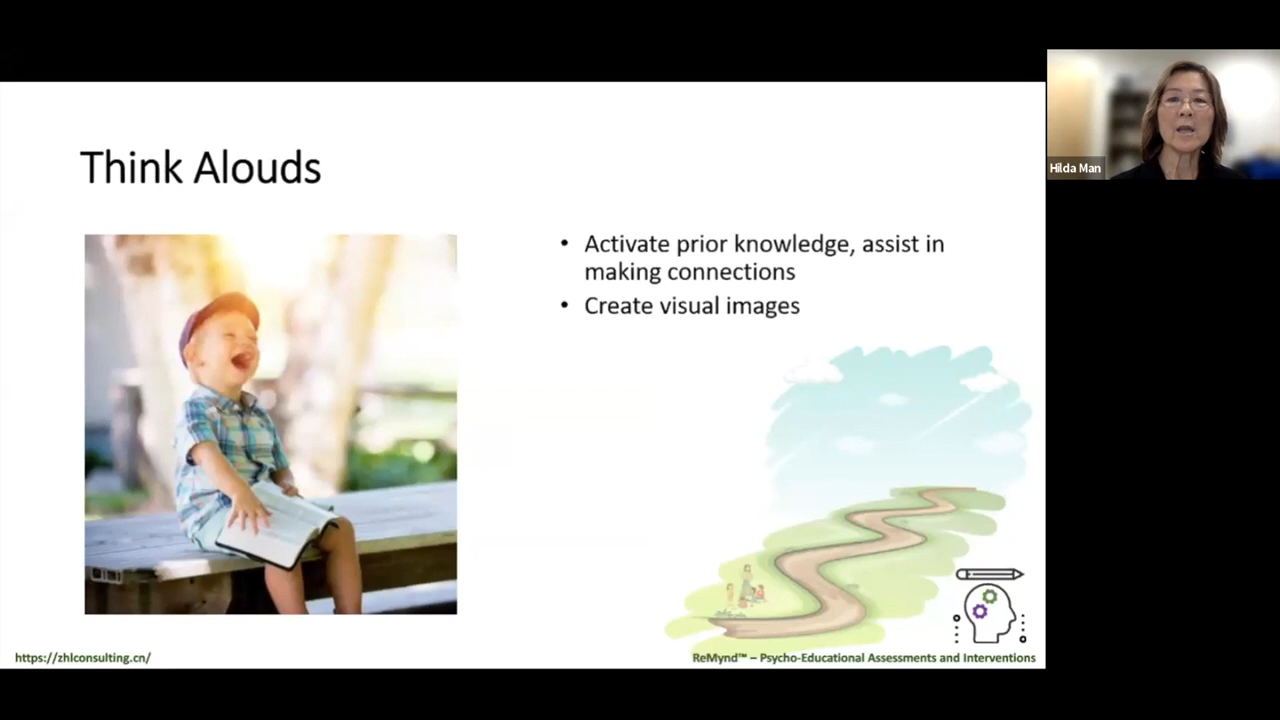 Think Alouds
• Activate prior knowledge, assist in
making connections
• Create visual images
https://zhlconsulting.cn/
ReMynd™ – Psycho-Educational Assessments and Interventions
Hilda Man